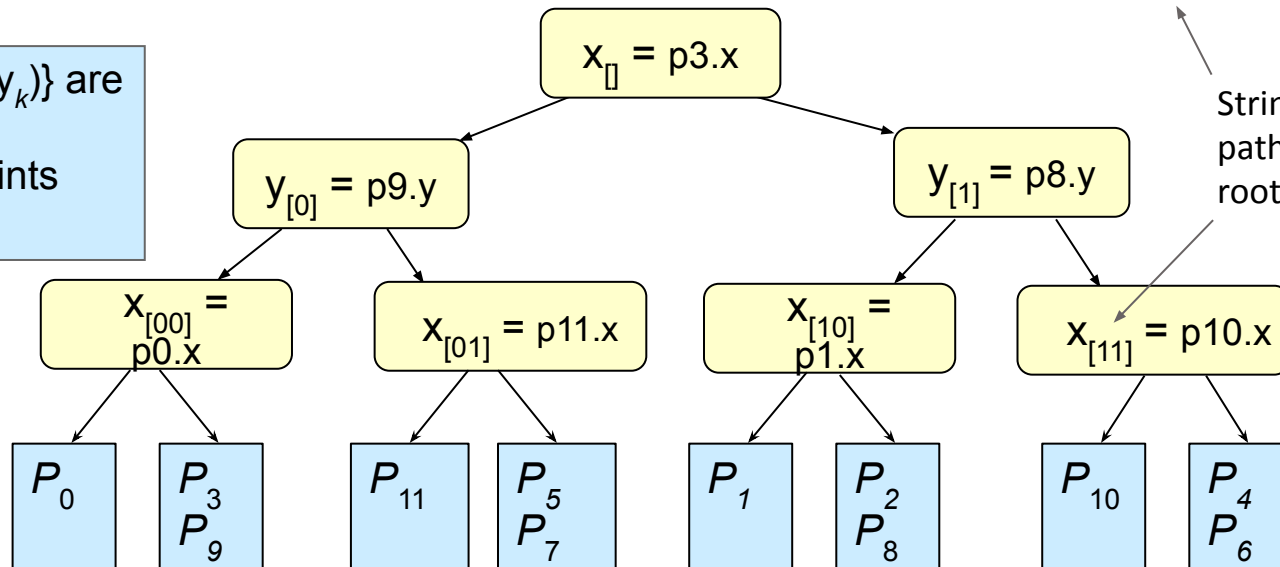 x[] = p3.x
y_k)} are
ints
Strin
path
root
y[0] = p9.y
y[1] = p8.y
x[00] =
p0.x
x[01] = p11.x
x[10] =
p1.x
x[11] = p10.x
P0
P3
P9
P11
P5
P7
P1
P2
P8
P10
P4
P6